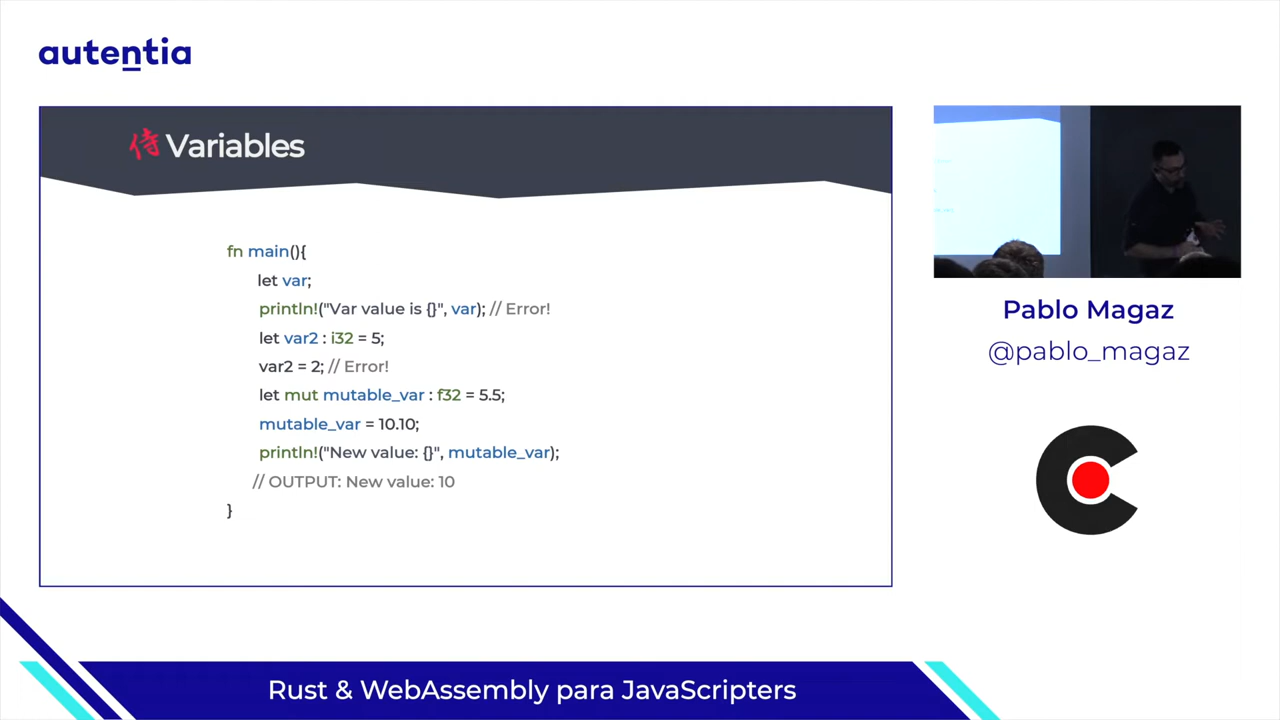 autentia
侍 Variables
fn main(){
let var;
println!("Var value is {}", var); // Error!
let var2 : i32 = 5;
var2 = 2; // Error!
let mut mutable_var : f32 = 5.5;
mutable_var = 10.10;
println!("New value: {}", mutable_var);
// OUTPUT: New value: 10
}
Pablo Magaz
@pablo_magaz
Rust & WebAssembly para JavaScripters